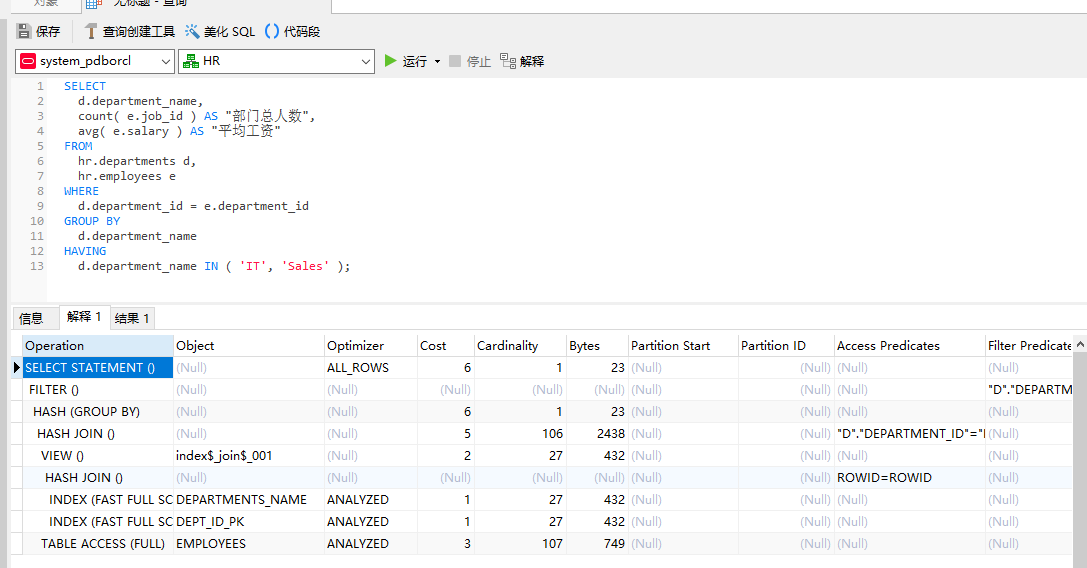 对象
无标题 - 查询
保存 查询创建工具 美化 SQL () 代码段
system_pdborcl HR 运行 停止 解释
1 SELECT
2 d.department_name,
3 count( e.job_id ) AS "部门总人数",
4 avg( e.salary ) AS "平均工资"
5 FROM
6 hr.departments d,
7 hr.employees e
8 WHERE
9 d.department_id = e.department_id
10 GROUP BY
11 d.department_name
12 HAVING
13 d.department_name IN ( 'IT', 'Sales' );
信息 解释 1 结果 1
Operation Object Optimizer Cost Cardinality Bytes Partition Start Partition ID Access Predicates Filter Predicate
SELECT STATEMENT () (Null) ALL_ROWS 6 1 23 (Null) (Null) (Null) (Null)
FILTER () (Null) (Null) (Null) (Null) (Null) (Null) (Null) (Null) "D"."DEPARTM
HASH (GROUP BY) (Null) (Null) 6 1 23 (Null) (Null) (Null) (Null)
HASH JOIN () (Null) (Null) 5 106 2438 (Null) (Null) "D"."DEPARTMENT_ID"=" (Null)
VIEW () index$_join$_001 (Null) 2 27 432 (Null) (Null) (Null) (Null)
HASH JOIN () (Null) (Null) (Null) (Null) (Null) (Null) (Null) ROWID=ROWID (Null)
INDEX (FAST FULL SC DEPARTMENTS_NAME ANALYZED 1 27 432 (Null) (Null) (Null) (Null)
INDEX (FAST FULL SC DEPT_ID_PK ANALYZED 1 27 432 (Null) (Null) (Null) (Null)
TABLE ACCESS (FULL) EMPLOYEES ANALYZED 3 107 749 (Null) (Null) (Null) (Null)